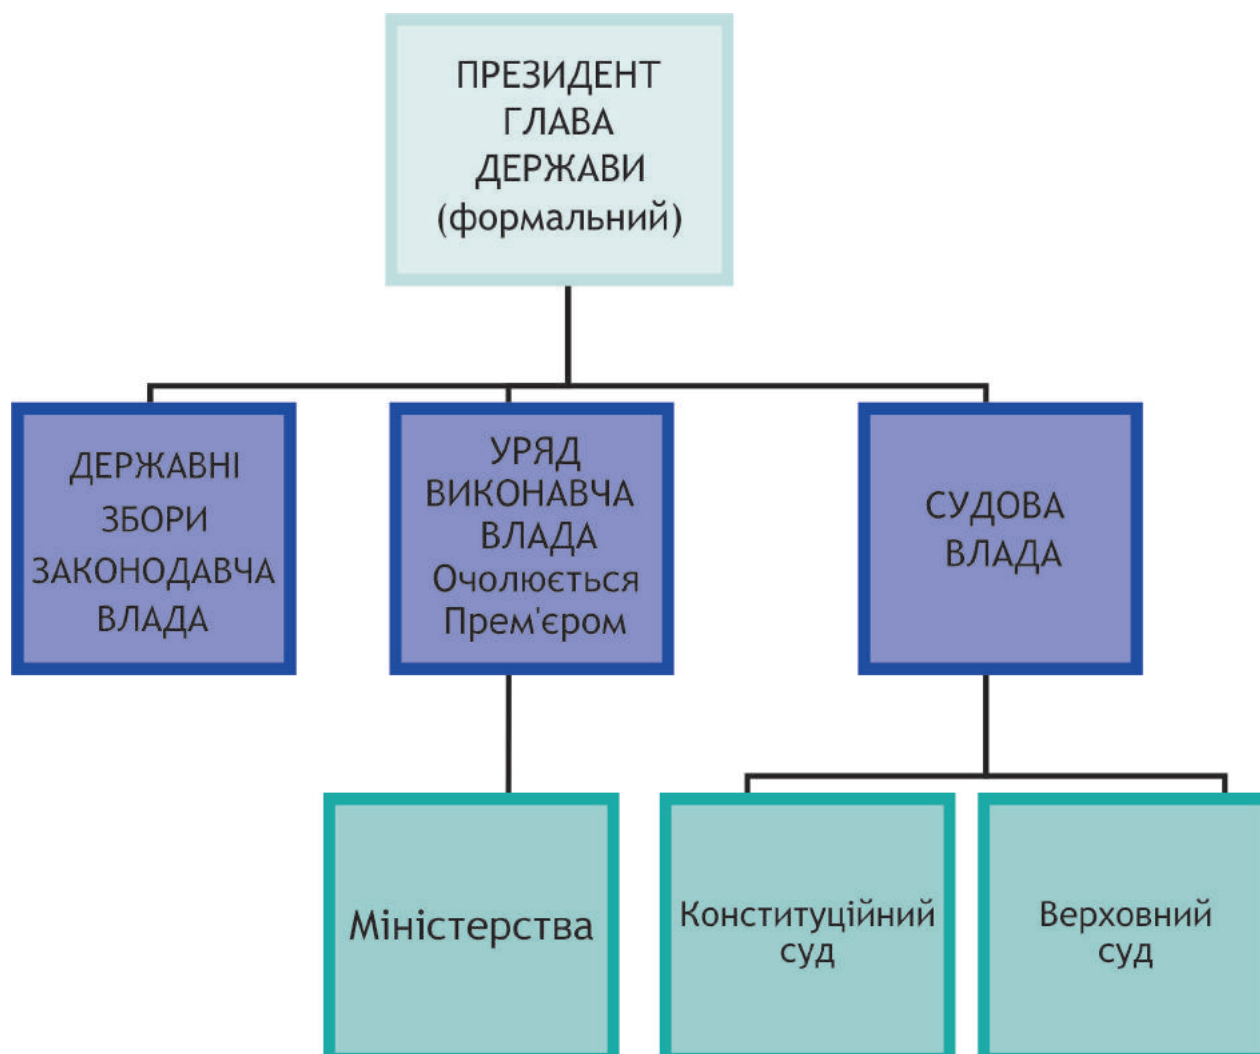 ПРЕЗИДЕНТ
ГЛАВА
ДЕРЖАВИ
(формальний)
ДЕРЖАВНІ
ЗБОРИ
ЗАКОНОДАВЧА
ВЛАДА
УРЯД
ВИКОНАВЧА
ВЛАДА
Очолюється
Прем'єром
СУДОВА
ВЛАДА
Міністерства
Конституційний
суд
Верховний
суд